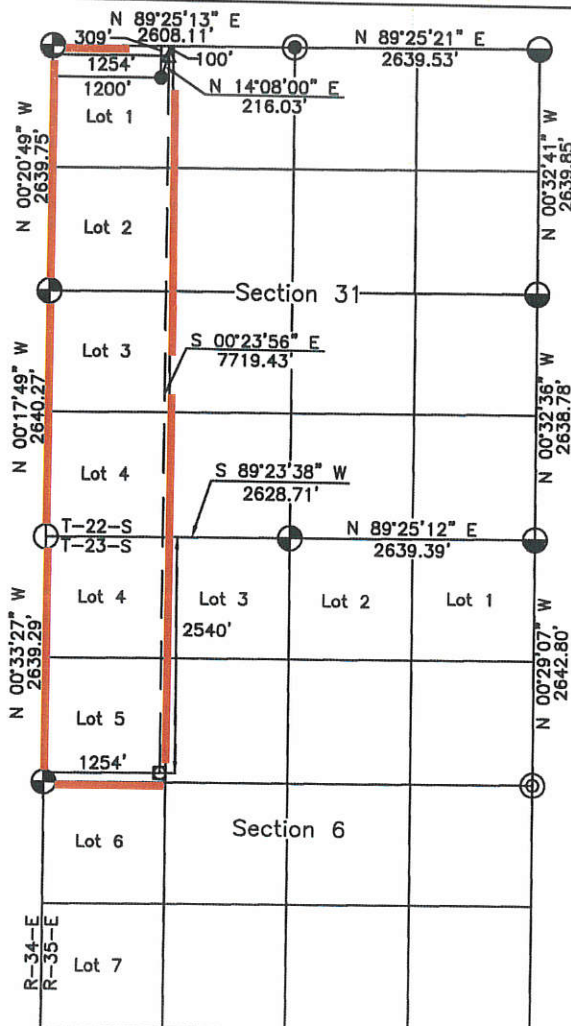 N 89°25'13" E
2608.11'
N 89°25'21" E
2639.53'
309'
100'
1254'
1200'
N 14°08'00" E
216.03'
Lot 1
N 00°20'49" W
2639.75'
N 00°32'41" W
2639.85'
Lot 2
Section 31
Lot 3
S 00°23'56" E
7719.43'
N 00°17'49" W
2640.27'
N 00°32'36" W
2638.78'
Lot 4
S 89°23'38" W
2628.71'
T-22-S
T-23-S
N 89°25'12" E
2639.39'
Lot 4
Lot 3
Lot 2
Lot 1
2540'
N 00°33'27" W
2639.29'
N 00°29'07" W
2642.80'
Lot 5
1254'
Section 6
Lot 6
R-34-E
R-35-E
Lot 7